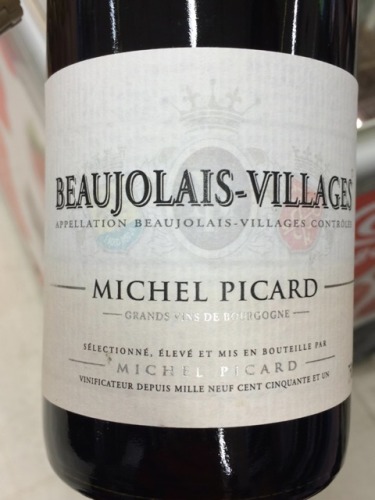 BEAUJOLAIS-VILLAGES
APPELLATION BEAUJOLAIS-VILLAGES CONTRÔLÉE
MICHEL PICARD
GRANDS VINS DE BOURGOGNE
SÉLECTIONNÉ, ÉLEVÉ ET MIS EN BOUTEILLE PAR
MICHEL PICARD
VINIFICATEUR DEPUIS MILLE NEUF CENT CINQUANTE ET UN